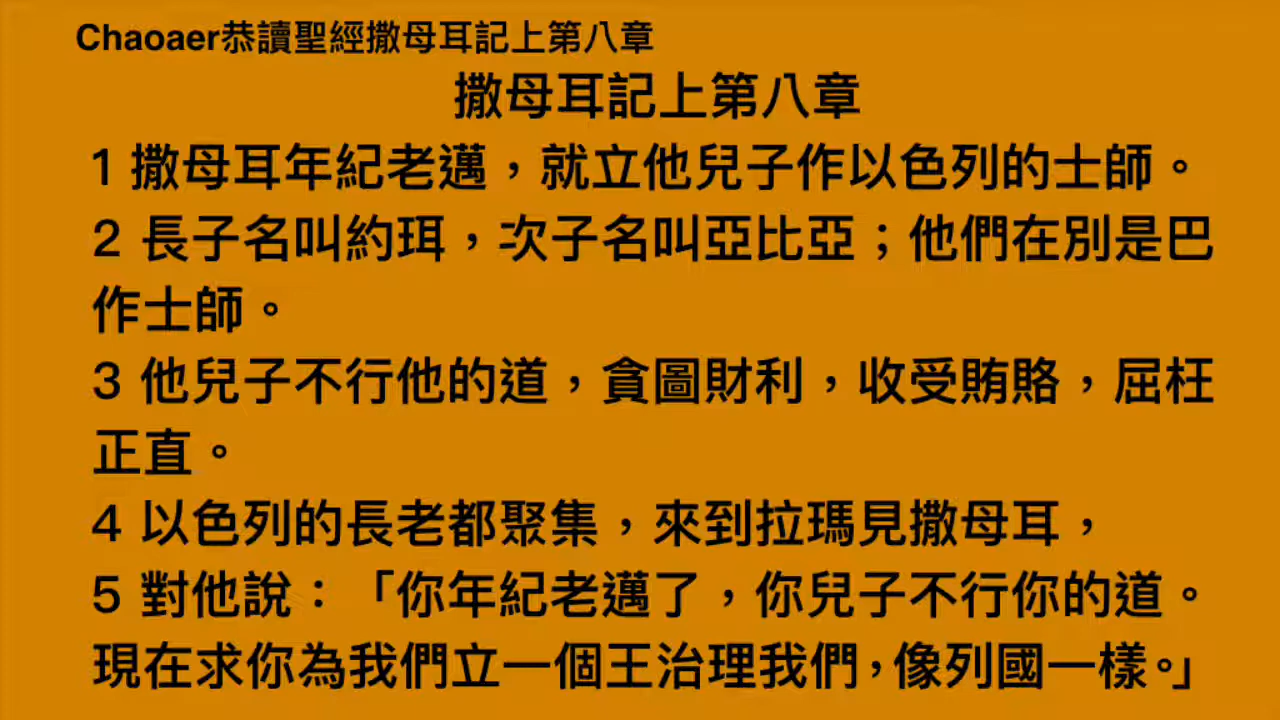 Chaoaer恭讀聖經撒母耳記上第八章
撒母耳記上第八章
1 撒母耳年紀老邁，就立他兒子作以色列的士師。
2 長子名叫約珥，次子名叫亞比亞；他們在別是巴
作士師。
3 他兒子不行他的道，貪圖財利，收受賄賂，屈枉
正直。
4 以色列的長老都聚集，來到拉瑪見撒母耳，
5 對他說：「你年紀老邁了，你兒子不行你的道。
現在求你為我們立一個王治理我們，像列國一樣。」